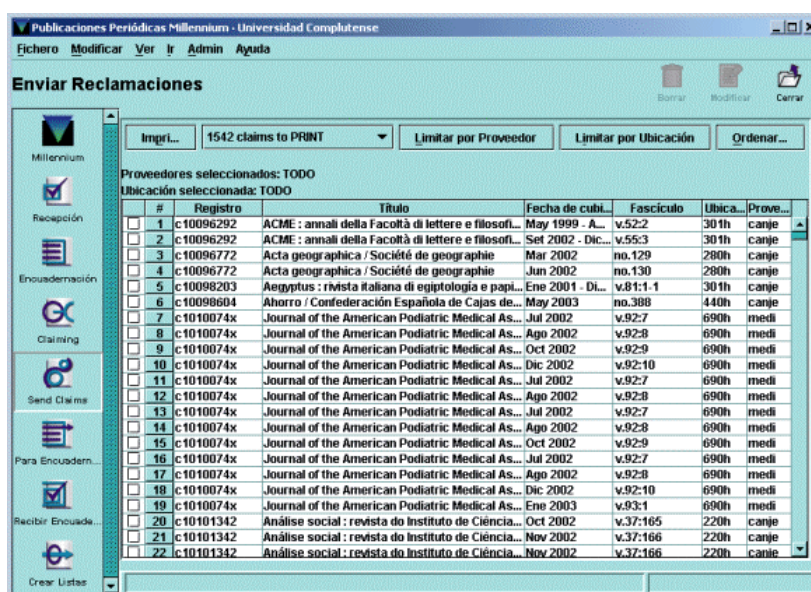 Publicaciones Periódicas Millennium - Universidad Complutense
Fichero Modificar Ver Ir Admin Ayuda
Enviar Reclamaciones
Borrar Modificar Cerrar
Impri... 1542 claims to PRINT Limitar por Proveedor Limitar por Ubicación Ordenar...
Millennium
Recepción
Encuadernación
Claiming
Send Claims
Para Encuadern...
Recibir Encuade...
Crear Listas
Proveedores seleccionados: TODO
Ubicación seleccionada: TODO
# Registro Título Fecha de cubi... Fascículo Ubica... Prove...
1 c10096292 ACME : annali della Facoltà di lettere e filosofi... May 1999 - A... v.52:2 301h canje
2 c10096292 ACME : annali della Facoltà di lettere e filosofi... Set 2002 - Dic... v.55:3 301h canje
3 c10096772 Acta geographica / Société de geographie Mar 2002 no.129 280h canje
4 c10096772 Acta geographica / Société de geographie Jun 2002 no.130 280h canje
5 c10098203 Aegyptus : rivista italiana di egiptologia e papi... Ene 2001 - Di... v.81:1-1 301h canje
6 c10098604 Ahorro / Confederación Española de Cajas de... May 2003 no.388 440h canje
7 c1010074x Journal of the American Podiatric Medical As... Jul 2002 v.92:7 690h medi
8 c1010074x Journal of the American Podiatric Medical As... Ago 2002 v.92:8 690h medi
9 c1010074x Journal of the American Podiatric Medical As... Oct 2002 v.92:9 690h medi
10 c1010074x Journal of the American Podiatric Medical As... Dic 2002 v.92:10 690h medi
11 c1010074x Journal of the American Podiatric Medical As... Jul 2002 v.92:7 690h medi
12 c1010074x Journal of the American Podiatric Medical As... Ago 2002 v.92:8 690h medi
13 c1010074x Journal of the American Podiatric Medical As... Jul 2002 v.92:7 690h medi
14 c1010074x Journal of the American Podiatric Medical As... Ago 2002 v.92:8 690h medi
15 c1010074x Journal of the American Podiatric Medical As... Oct 2002 v.92:9 690h medi
16 c1010074x Journal of the American Podiatric Medical As... Jul 2002 v.92:7 690h medi
17 c1010074x Journal of the American Podiatric Medical As... Ago 2002 v.92:8 690h medi
18 c1010074x Journal of the American Podiatric Medical As... Dic 2002 v.92:10 690h medi
19 c1010074x Journal of the American Podiatric Medical As... Ene 2003 v.93:1 690h medi
20 c10101342 Análise social : revista do Instituto de Ciência... Oct 2002 v.37:165 220h canje
21 c10101342 Análise social : revista do Instituto de Ciência... Nov 2002 v.37:166 220h canje
22 c10101342 Análise social : revista do Instituto de Ciência... Nov 2002 v.37:166 220h canje